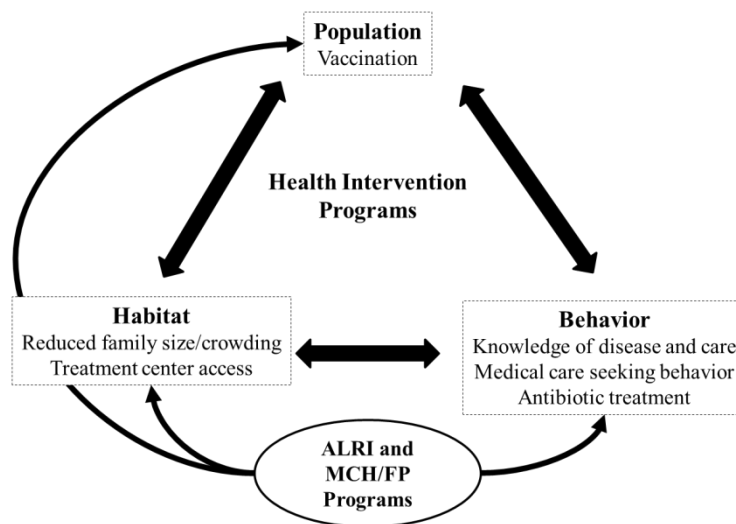 Population
Vaccination
Health Intervention
Programs
Habitat
Reduced family size/crowding
Treatment center access
Behavior
Knowledge of disease and care
Medical care seeking behavior
Antibiotic treatment
ALRI and
MCH/FP
Programs